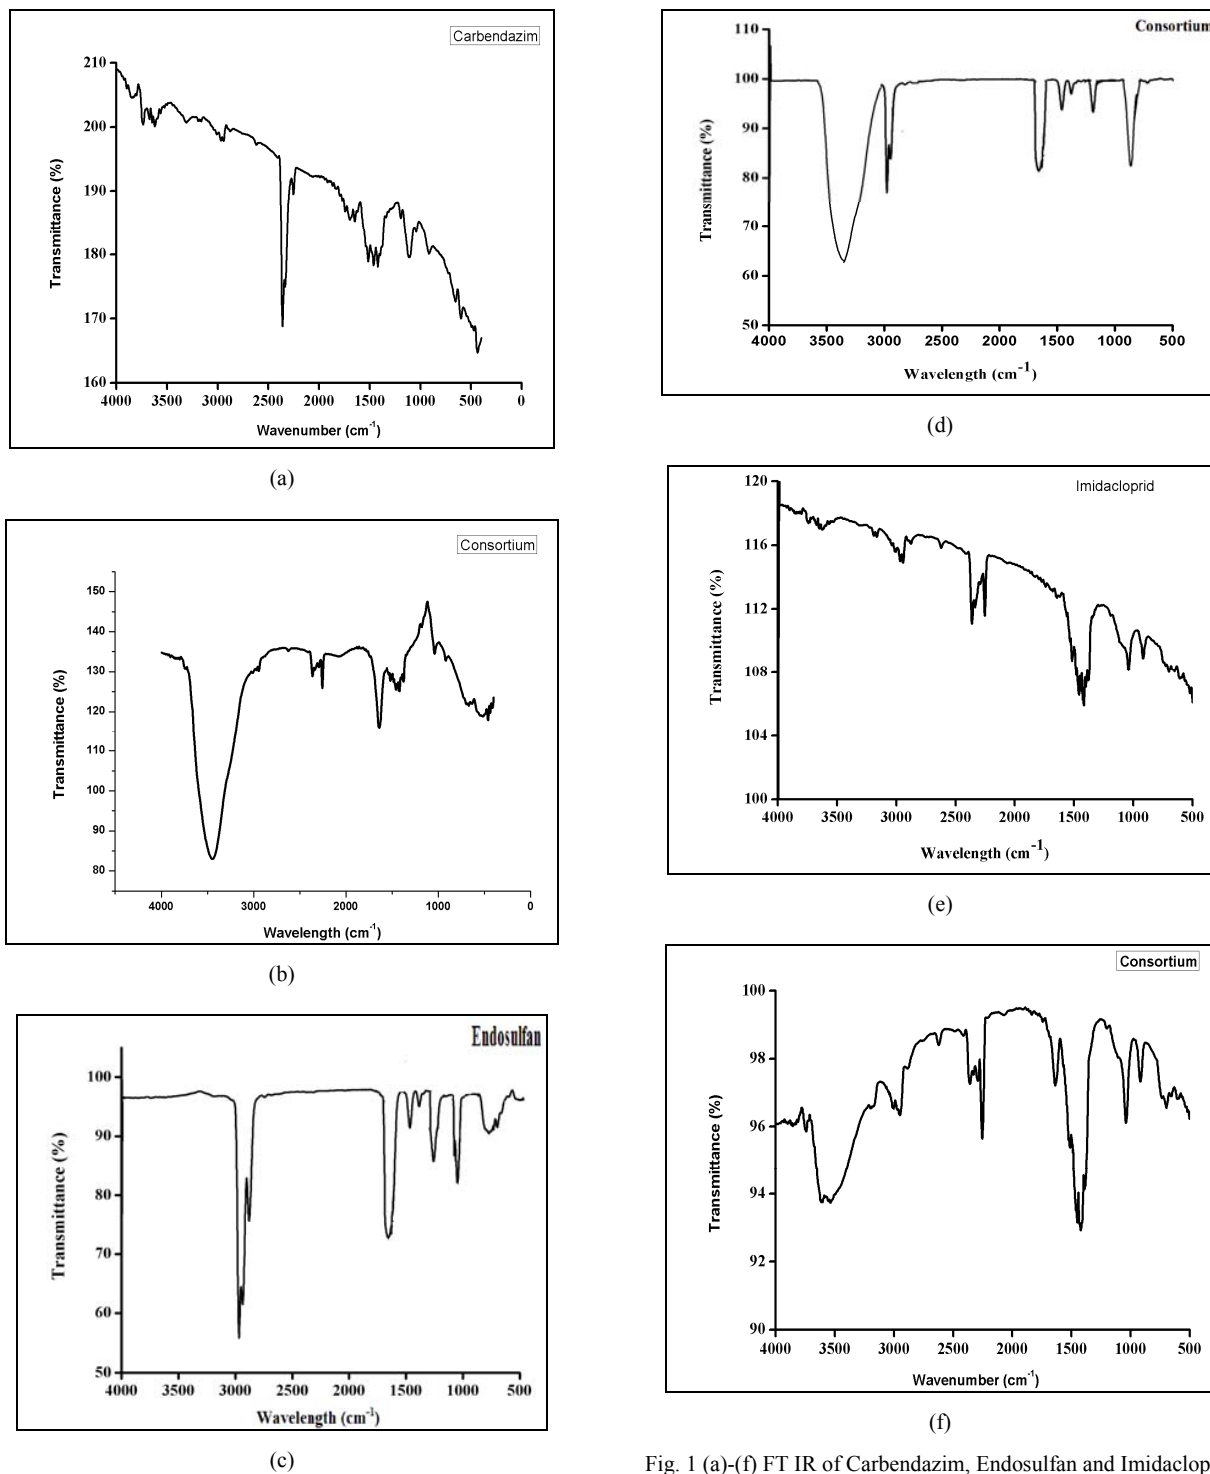 Carbendazim
210
200
190
180
170
160
Transmittance (%)
4000 3500 3000 2500 2000 1500 1000 500 0
Wavenumber (cm-1)
(a)
Consortium
150
140
130
120
110
100
90
80
Transmittance (%)
4000 3000 2000 1000 0
Wavelength (cm-1)
(b)
Endosulfan
100
90
80
70
60
50
Transmittance (%)
4000 3500 3000 2500 2000 1500 1000 500
Wavelength (cm-1)
(c)
Consortium
110
100
90
80
70
60
50
Transmittance (%)
4000 3500 3000 2500 2000 1500 1000 500
Wavelength (cm-1)
(d)
Imidacloprid
120
116
112
108
104
100
Transmittance (%)
4000 3500 3000 2500 2000 1500 1000 500
Wavelength (cm-1)
(e)
Consortium
100
98
96
94
92
90
Transmittance (%)
4000 3500 3000 2500 2000 1500 1000 500
Wavenumber (cm-1)
(f)
Fig. 1 (a)-(f) FT IR of Carbendazim, Endosulfan and Imidaclop